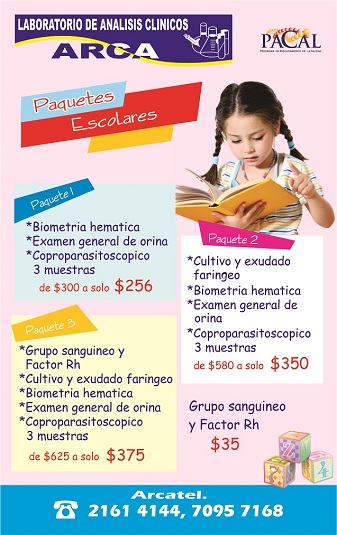 LABORATORIO DE ANALISIS CLINICOS
ARCA
PACAL
Paquetes
Escolares
Paquete 1
*Biometria hematica
*Examen general de orina
*Coproparasitoscopico
3 muestras
de $300 a solo $256
Paquete 2
*Cultivo y exudado
faringeo
*Biometria hematica
*Examen general de
orina
*Coproparasitoscopico
3 muestras
de $580 a solo $350
Paquete 3
*Grupo sanguineo y
Factor Rh
*Cultivo y exudado faringeo
*Biometria hematica
*Examen general de orina
*Coproparasitoscopico
3 muestras
de $625 a solo $375
Grupo sanguineo
y Factor Rh
$35
Arcatel.
☎ 2161 4144, 7095 7168